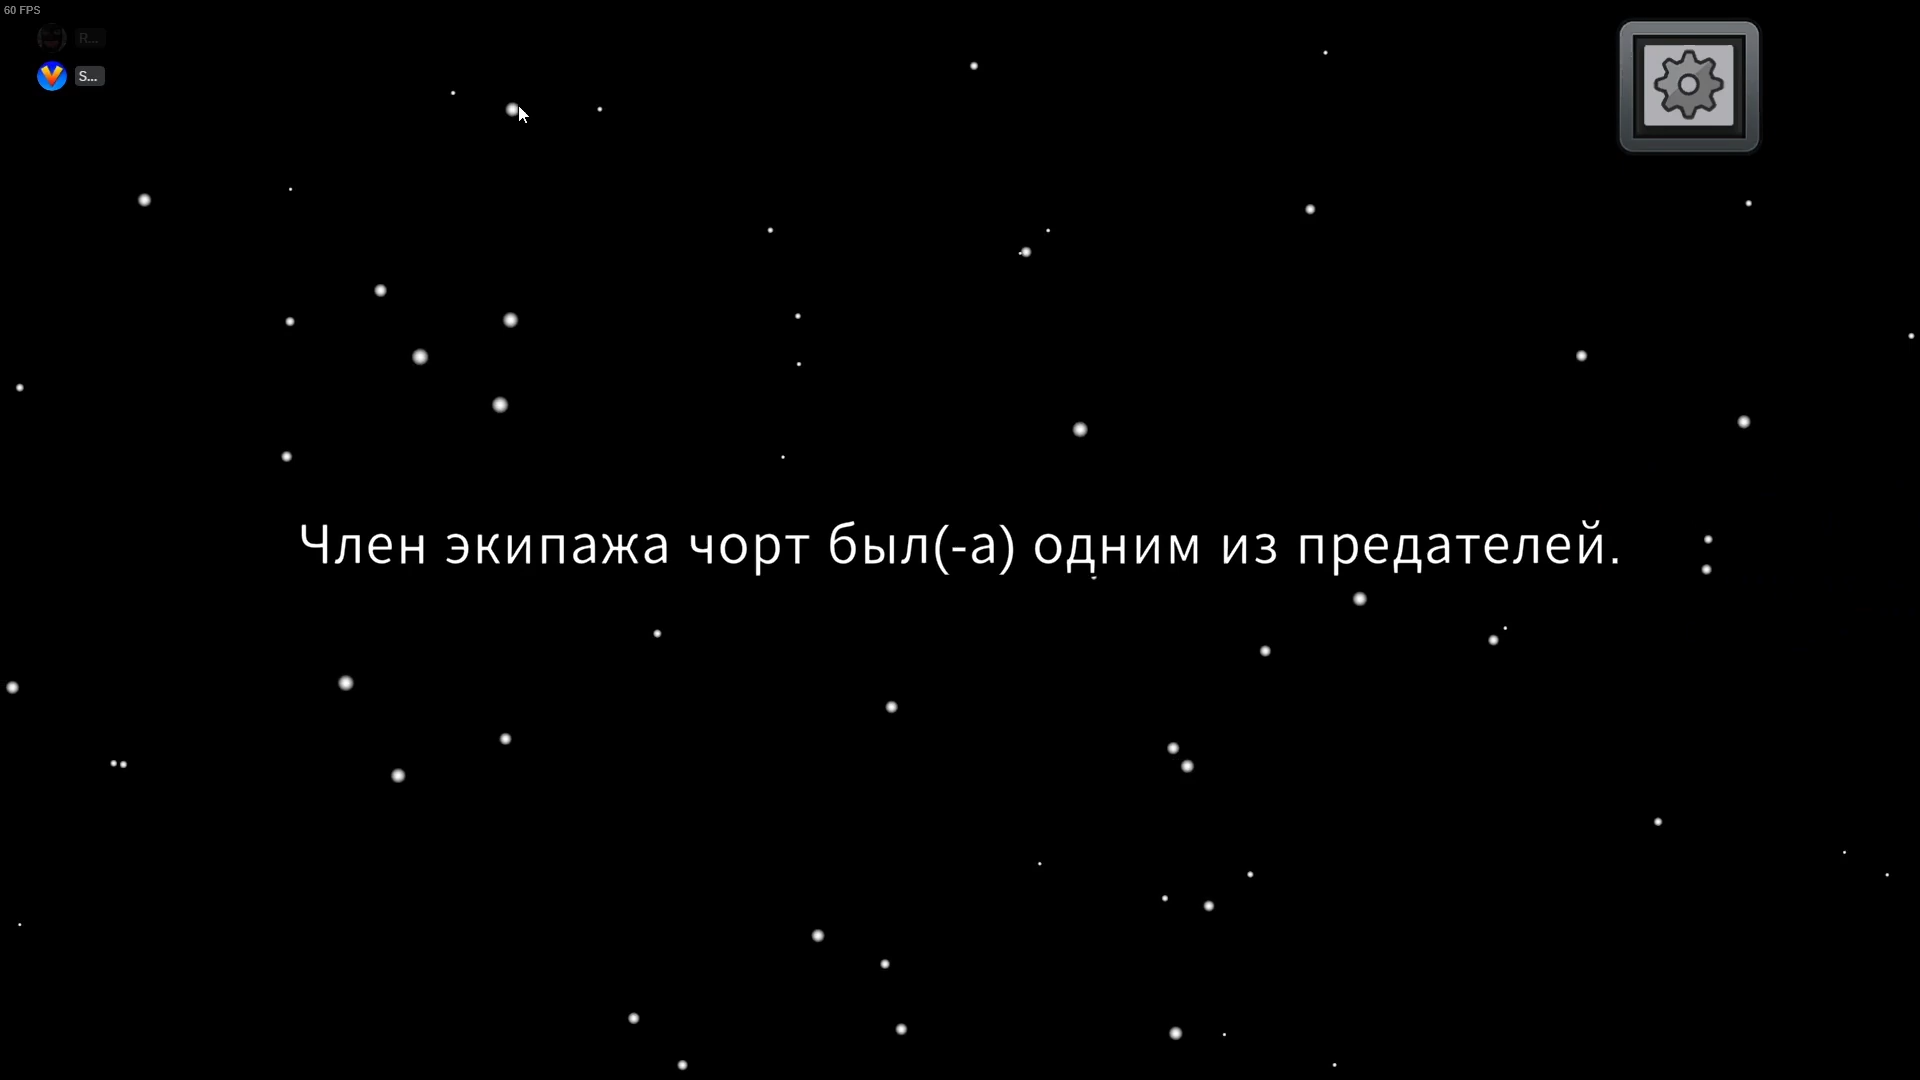 60 FPS
R...
S...
Член экипажа чорт был(-а) одним из предателей.